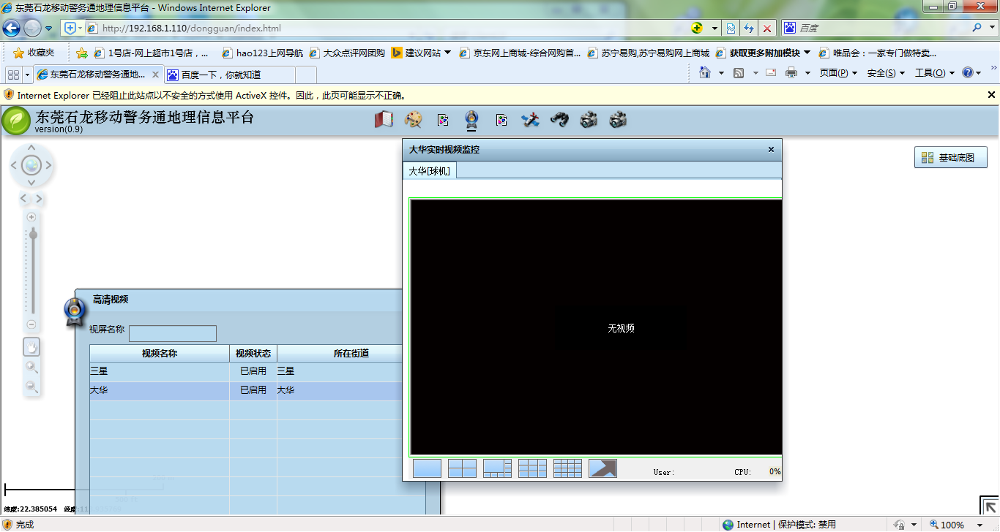 东莞石龙移动警务通地理信息平台 - Windows Internet Explorer
http://192.168.1.110/dongguan/index.html
百度
收藏夹 1号店-网上超市1号店，... hao123上网导航 大众点评网团购 建议网站 京东网上商城-综合网购首... 苏宁易购,苏宁易购网上商城 获取更多附加模块 唯品会：一家专门做特卖...
东莞石龙移动警务通地... 百度一下，你就知道 页面(P) 安全(S) 工具(O)
Internet Explorer 已经阻止此站点以不安全的方式使用 ActiveX 控件。因此，此页可能显示不正确。
东莞石龙移动警务通地理信息平台
version(0.9)
大华实时视频监控
大华[球机]
基础底图
高清视频
视屏名称
视频名称 视频状态 所在街道
三星 已启用 三星
大华 已启用 大华
无视频
User: CPU: 0%
纬度:22.385054 经度:11
完成 Internet | 保护模式: 禁用 100%